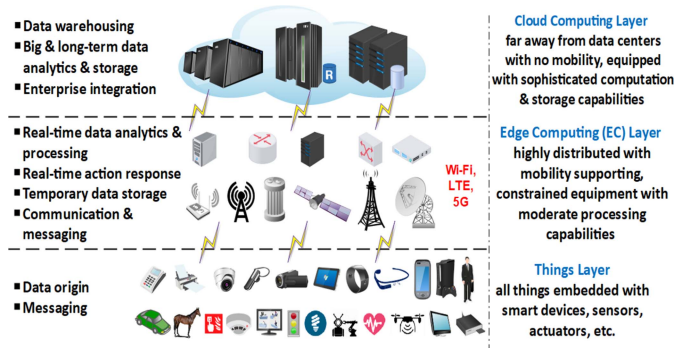 ▪ Data warehousing
▪ Big & long-term data
analytics & storage
▪ Enterprise integration
R
Cloud Computing Layer
far away from data centers
with no mobility, equipped
with sophisticated computation
& storage capabilities
▪ Real-time data analytics &
processing
▪ Real-time action response
▪ Temporary data storage
▪ Communication &
messaging
Wi-Fi,
LTE,
5G
Edge Computing (EC) Layer
highly distributed with
mobility supporting,
constrained equipment with
moderate processing
capabilities
▪ Data origin
▪ Messaging
Things Layer
all things embedded with
smart devices, sensors,
actuators, etc.